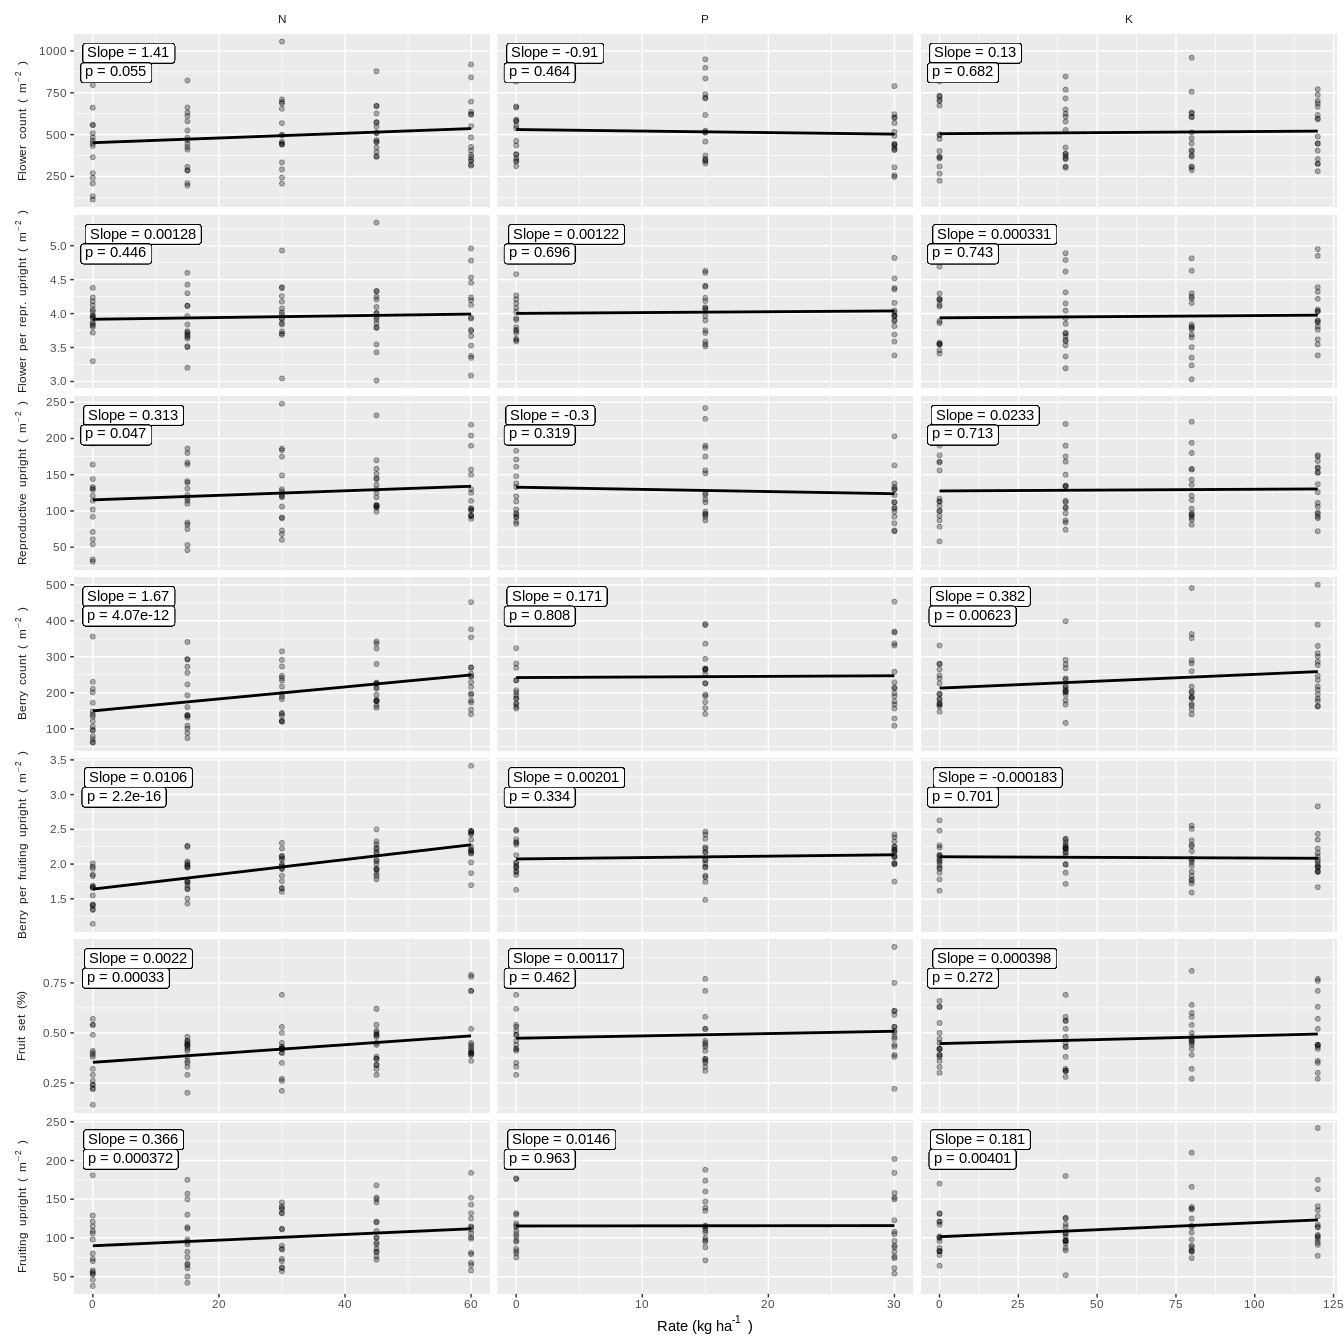 N P K
Flower count ( m⁻² )
1000
750
500
250
Slope = 1.41
p = 0.055
Slope = -0.91
p = 0.464
Slope = 0.13
p = 0.682
Flower per repr. upright ( m⁻² )
5.0
4.5
4.0
3.5
3.0
Slope = 0.00128
p = 0.446
Slope = 0.00122
p = 0.696
Slope = 0.000331
p = 0.743
Reproductive upright ( m⁻² )
250
200
150
100
50
Slope = 0.313
p = 0.047
Slope = -0.3
p = 0.319
Slope = 0.0233
p = 0.713
Berry count ( m⁻² )
500
400
300
200
100
Slope = 1.67
p = 4.07e-12
Slope = 0.171
p = 0.808
Slope = 0.382
p = 0.00623
Berry per fruiting upright ( m⁻² )
3.5
3.0
2.5
2.0
1.5
Slope = 0.0106
p = 2.2e-16
Slope = 0.00201
p = 0.334
Slope = -0.000183
p = 0.701
Fruit set (%)
0.75
0.50
0.25
Slope = 0.0022
p = 0.00033
Slope = 0.00117
p = 0.462
Slope = 0.000398
p = 0.272
Fruiting upright ( m⁻² )
250
200
150
100
50
Slope = 0.366
p = 0.000372
Slope = 0.0146
p = 0.963
Slope = 0.181
p = 0.00401
0 20 40 60 0 10 20 30 0 25 50 75 100 125
Rate (kg ha⁻¹ )